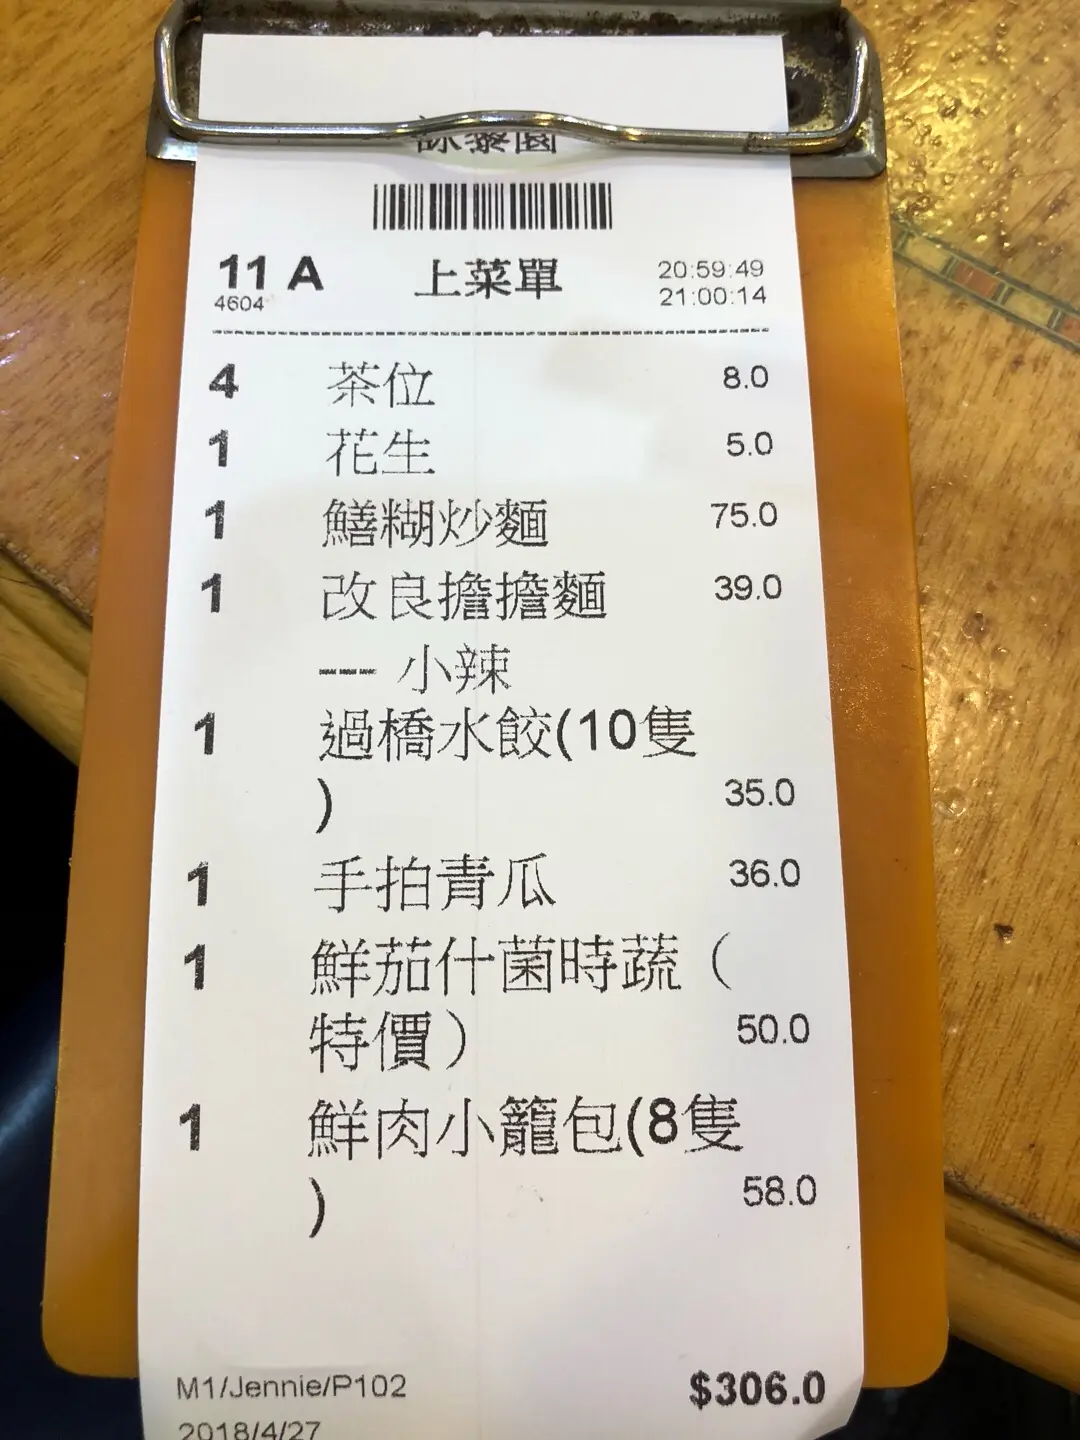 詠藜園
11 A 上菜單 20:59:49
4604 21:00:14
4 茶位 8.0
1 花生 5.0
1 鱔糊炒麵 75.0
1 改良擔擔麵 39.0
--- 小辣
1 過橋水餃(10隻
) 35.0
1 手拍青瓜 36.0
1 鮮茄什菌時蔬（
特價） 50.0
1 鮮肉小籠包(8隻
) 58.0
M1/Jennie/P102 $306.0
2018/4/27